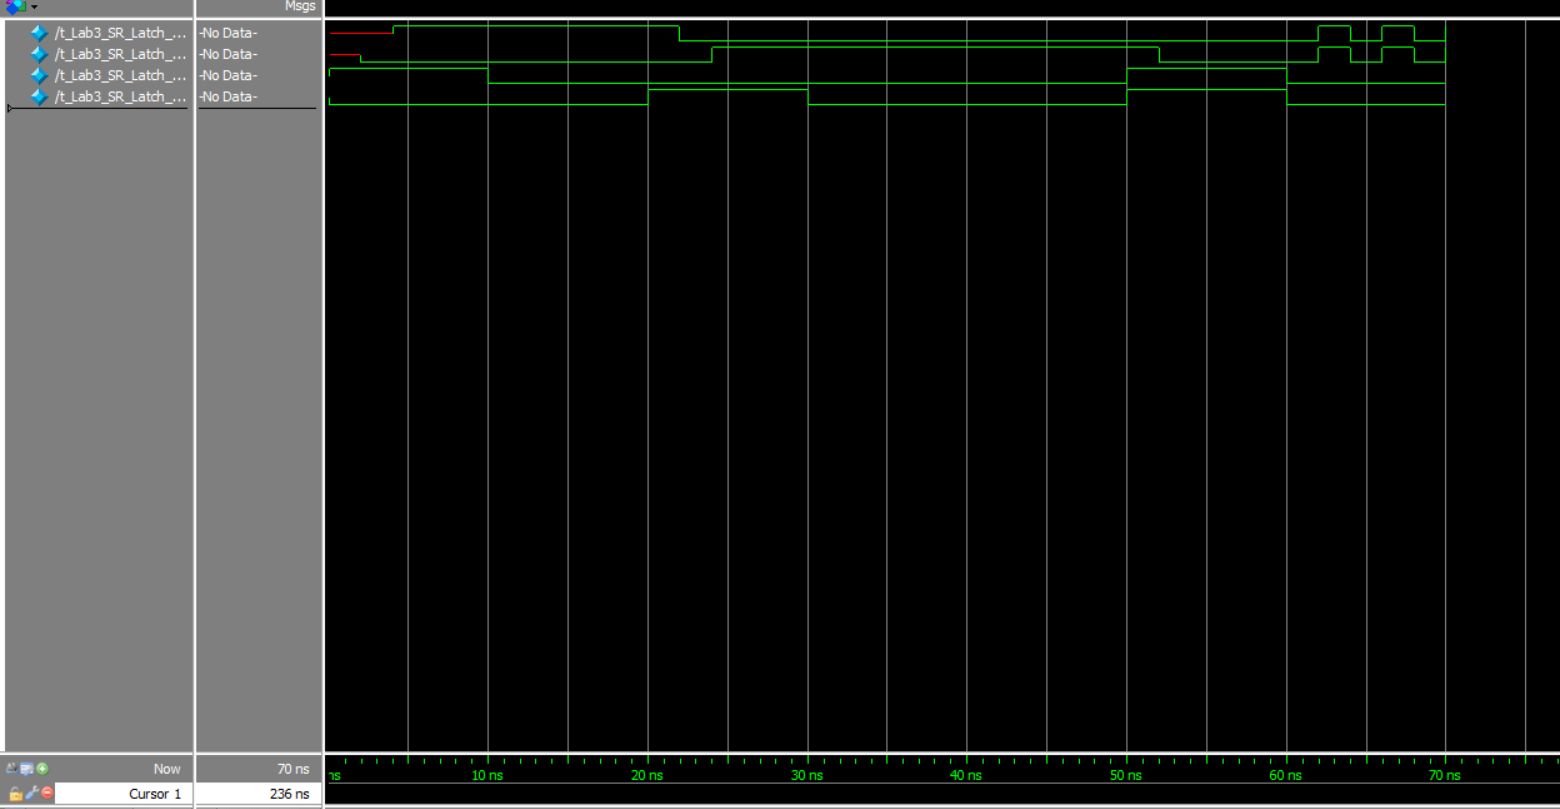 Msgs
/t_Lab3_SR_Latch_... -No Data-
/t_Lab3_SR_Latch_... -No Data-
/t_Lab3_SR_Latch_... -No Data-
/t_Lab3_SR_Latch_... -No Data-
Now 70 ns ns 10 ns 20 ns 30 ns 40 ns 50 ns 60 ns 70 ns
Cursor 1 236 ns